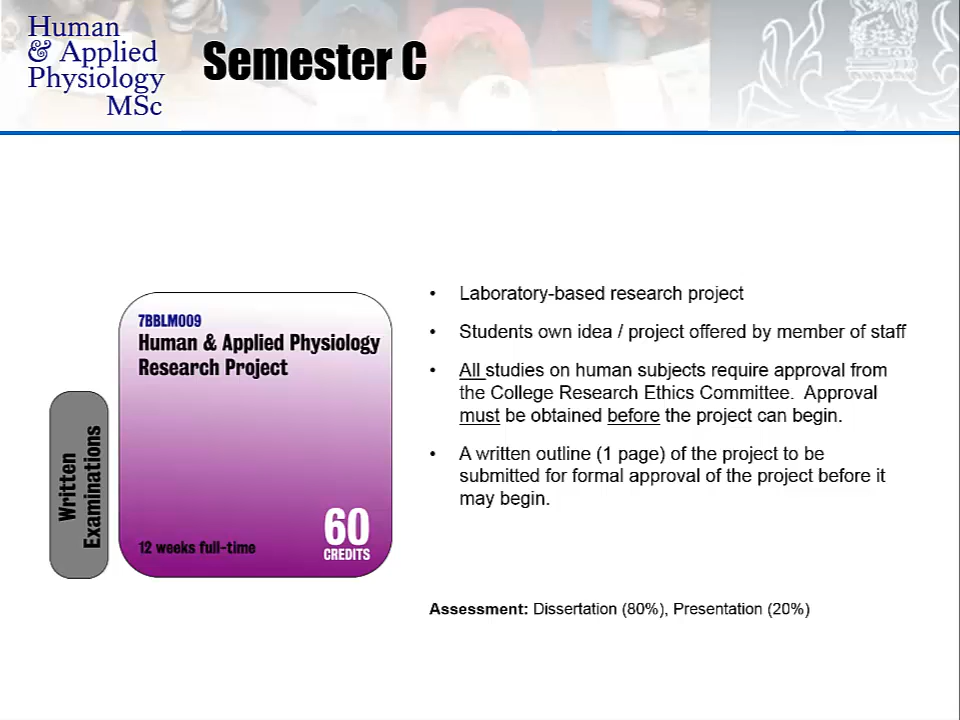 Human
& Applied
Physiology
MSc
Semester C
Written
Examinations
7BBLM009
Human & Applied Physiology
Research Project
12 weeks full-time
60
CREDITS
• Laboratory-based research project
• Students own idea / project offered by member of staff
• All studies on human subjects require approval from
the College Research Ethics Committee. Approval
must be obtained before the project can begin.
• A written outline (1 page) of the project to be
submitted for formal approval of the project before it
may begin.
Assessment: Dissertation (80%), Presentation (20%)